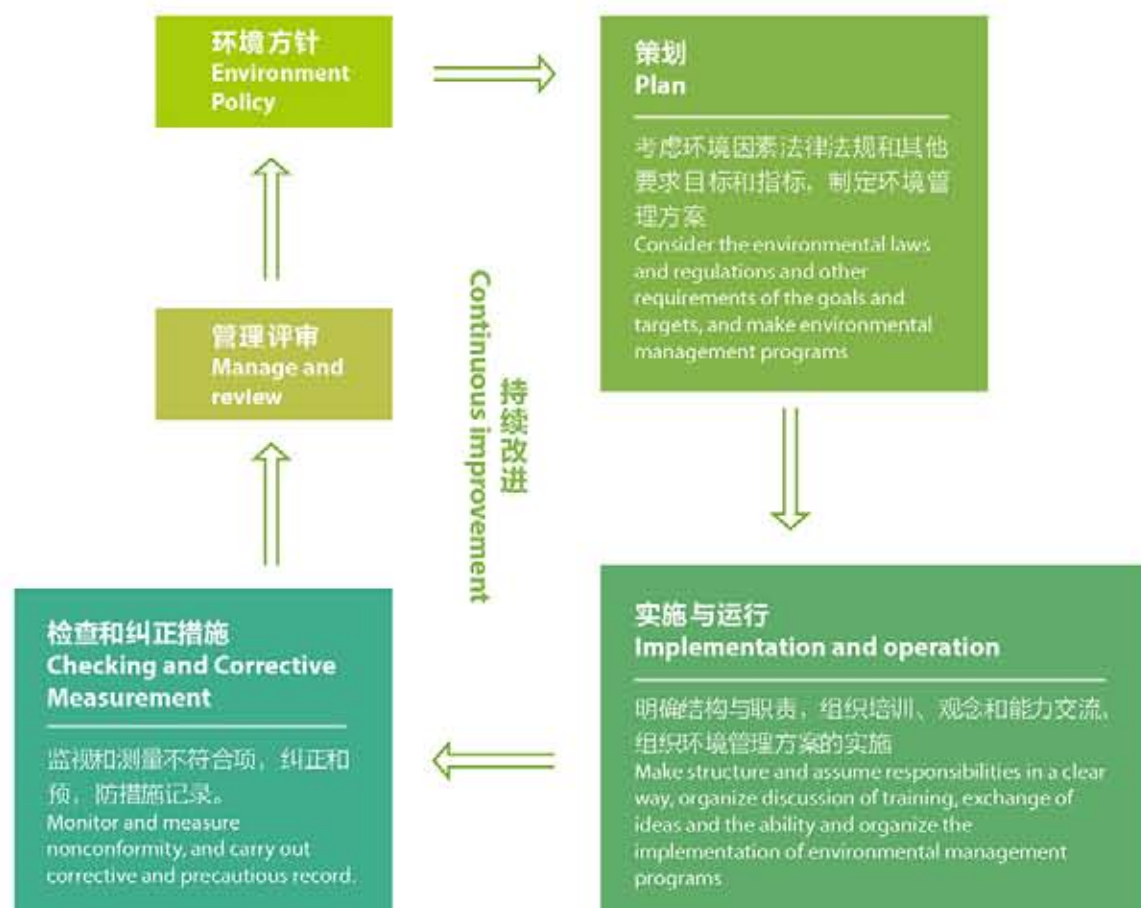 环境方针
Environment
Policy
策划
Plan
考虑环境因素法律法规和其他
要求目标和指标，制定环境管
理方案
Consider the environmental laws
and regulations and other
requirements of the goals and
targets, and make environmental
management programs
管理评审
Manage and
review
持续改进
Continuous improvement
检查和纠正措施
Checking and Corrective
Measurement
监视和测量不符合项，纠正和
预，防措施记录。
Monitor and measure
nonconformity, and carry out
corrective and precautious record.
实施与运行
Implementation and operation
明确结构与职责，组织培训、观念和能力交流，
组织环境管理方案的实施
Make structure and assume responsibilities in a clear
way, organize discussion of training, exchange of
ideas and the ability and organize the
implementation of environmental management
programs